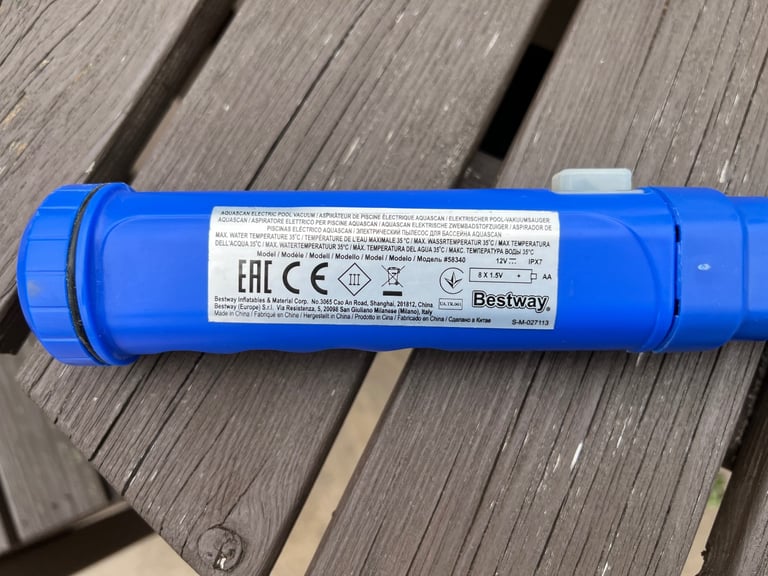 AQUASCAN ELECTRIC POOL VACUUM / ASPIRATEUR DE PISCINE ÉLECTRIQUE AQUASCAN / ELEKTRISCHER POOL-VAKUUMSAUGER:
AQUASCAN / ASPIRATORE ELETTRICO PER PISCINE AQUASCAN / AQUASCAN ELEKTRISCHE ZWEMBADSTOFZUIGER / ASPIRADOR DE
PISCINAS ELÉCTRICO AQUASCAN / ЭЛЕКТРИЧЕСКИЙ ПЫЛЕСОС ДЛЯ БАССЕЙНА AQUASCAN
MAX. WATER TEMPERATURE 35°C / TEMPÉRATURE DE L'EAU MAXIMALE 35 °C / MAX. WASSRTEMPERATUR 35°C / MAX. TEMPERATURA
DELL'ACQUA 35°C / MAX. WATERTEMPERATUUR 35°C / MÁX. TEMPERATURA DEL AGUA 35°C / МАКС. ТЕМПЕРАТУРА ВОДЫ 35°C
Model / Modèle / Modell / Modello / Model / Modelo / Модель #58340
12V IPX7
EAC CE III
8 X 1.5V + AA
UA.TR.001
Bestway®
Bestway Inflatables & Material Corp. No.3065 Cao An Road, Shanghai, 201812, China
Bestway (Europe) S.r.l. Via Resistenza, 5, 20098 San Giuliano Milanese (Milano), Italy
Made in China / Fabriqué en Chine / Hergestellt in China / Prodotto in Cina / Fabricado en China / Сделано в Китае
S-M-027113